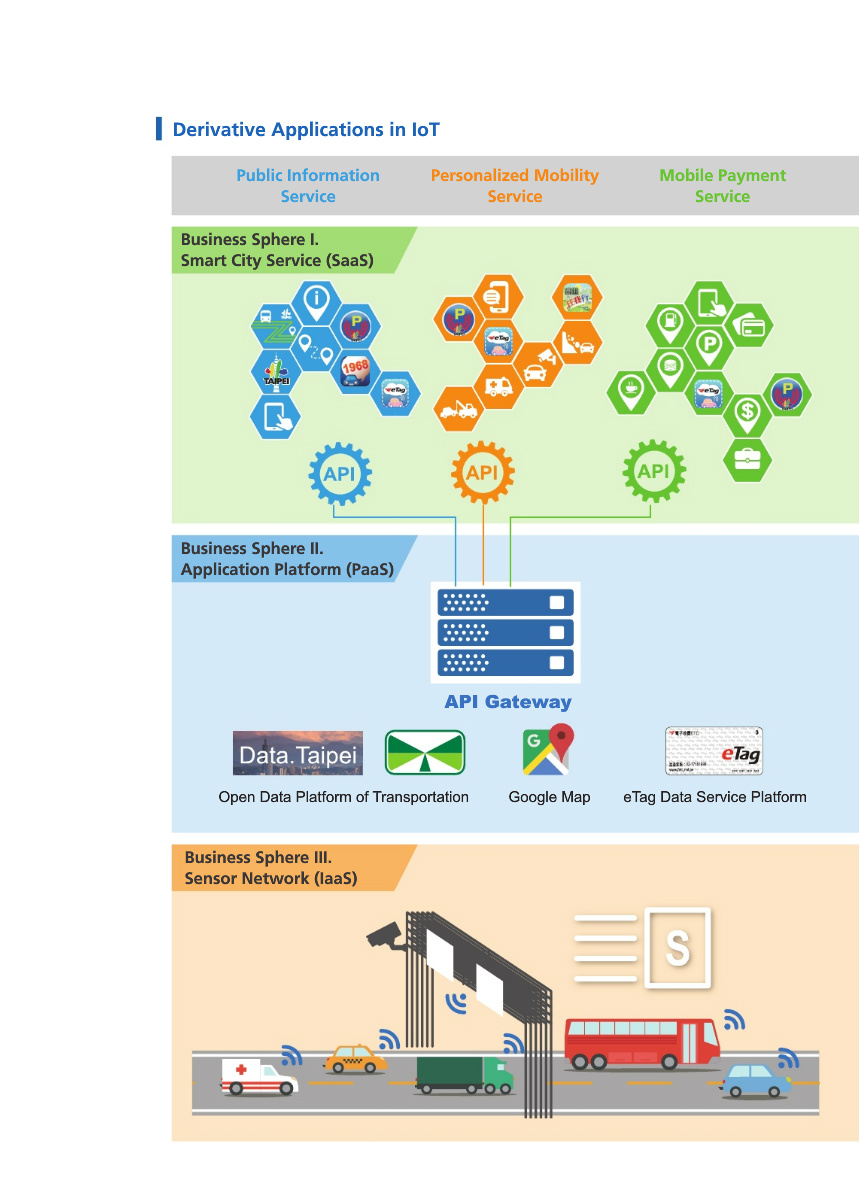 Derivative Applications in IoT
Public Information
Service
Personalized Mobility
Service
Mobile Payment
Service
Business Sphere I.
Smart City Service (SaaS)
i
P
1968
TAIPEI
eTag
P
eTag
P
eTag
P
$
API
API
API
Business Sphere II.
Application Platform (PaaS)
API Gateway
Data.Taipei
G
eTag
Open Data Platform of Transportation
Google Map
eTag Data Service Platform
Business Sphere III.
Sensor Network (IaaS)
S